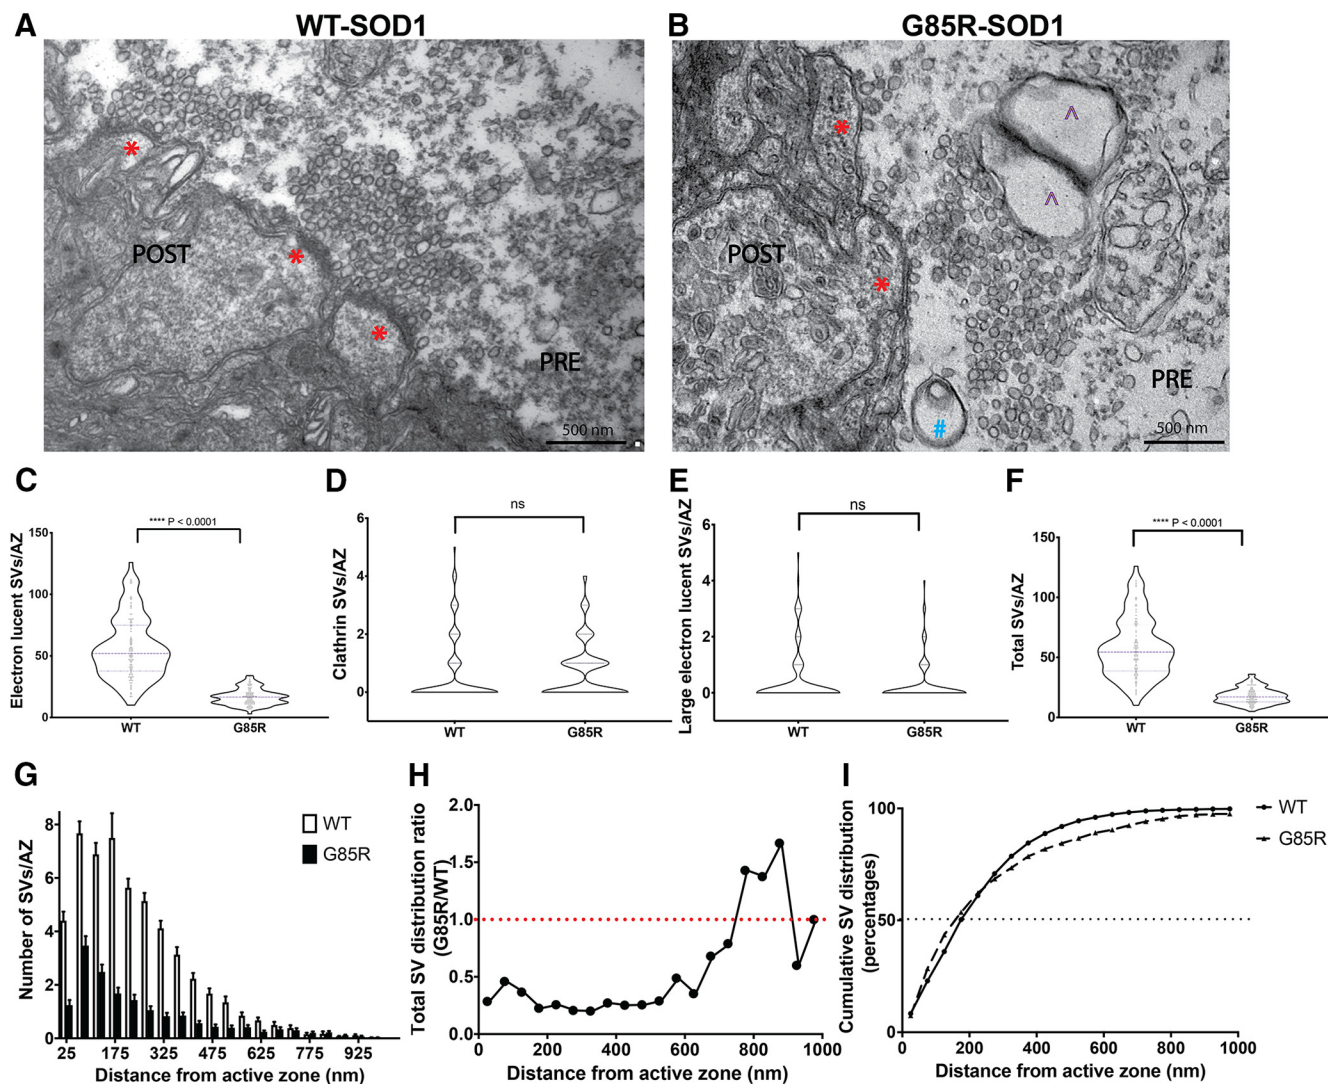 A
WT-SOD1
B
G85R-SOD1
*
*
*
POST
PRE
500 nm
*
*
^
^
POST
PRE
#
500 nm
C
**** P < 0.0001
Electron lucent SVs/AZ
150
100
50
0
WT
G85R
D
ns
Clathrin SVs/AZ
6
4
2
0
WT
G85R
E
ns
Large electron lucent SVs/AZ
6
4
2
0
WT
G85R
F
**** P < 0.0001
Total SVs/AZ
150
100
50
0
WT
G85R
G
Number of SVs/AZ
8
6
4
2
0
WT
G85R
25 175 325 475 625 775 925
Distance from active zone (nm)
H
Total SV distribution ratio
(G85R/WT)
2.0
1.5
1.0
0.5
0.0
0 200 400 600 800 1000
Distance from active zone (nm)
I
Cumulative SV distribution
(percentages)
100
50
0
WT
G85R
0 200 400 600 800 1000
Distance from active zone (nm)